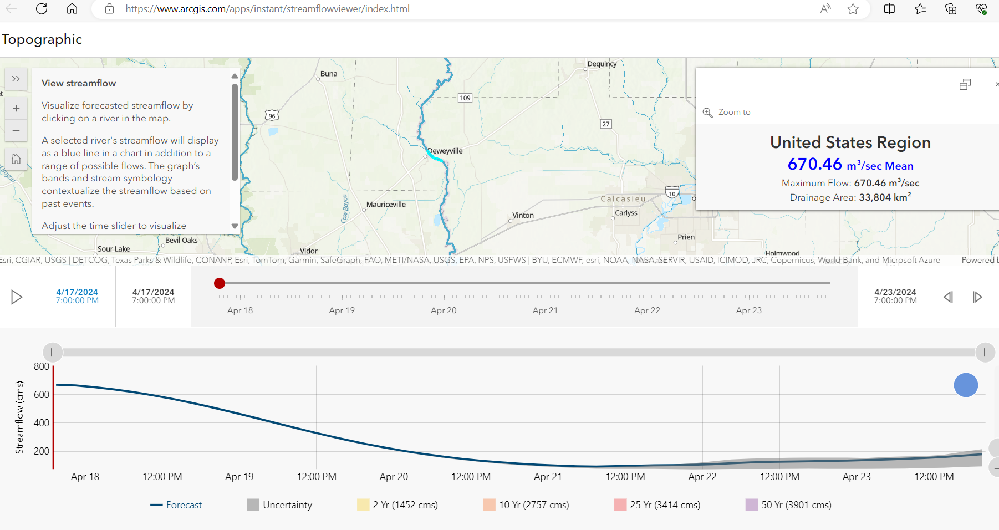 https://www.arcgis.com/apps/instant/streamflowviewer/index.html
Topographic
View streamflow
Visualize forecasted streamflow by
clicking on a river in the map.
A selected river's streamflow will display
as a blue line in a chart in addition to a
range of possible flows. The graph's
bands and stream symbology
contextualize the streamflow based on
past events.
Adjust the time slider to visualize
Buna
Dequincy
109
96
27
Deweyville
10
Calcasieu
Mauriceville
Cow Bayou
Vinton
Carlyss
Prien
Bevil Oaks
Sour Lake
Vidor
Holmwood
Bayou
Zoom to
United States Region
670.46 m³/sec Mean
Maximum Flow: 670.46 m³/sec
Drainage Area: 33,804 km²
Esri, CGIAR, USGS | DETCOG, Texas Parks & Wildlife, CONANP, Esri, TomTom, Garmin, SafeGraph, FAO, METI/NASA, USGS, EPA, NPS, USFWS | BYU, ECMWF, esri, NOAA, NASA, SERVIR, USAID, ICIMOD, JRC, Copernicus, World Bank, and Microsoft Azure Powered b
4/17/2024
7:00:00 PM
4/17/2024
7:00:00 PM
Apr 18 Apr 19 Apr 20 Apr 21 Apr 22 Apr 23
4/23/2024
7:00:00 PM
Streamflow (cms)
800
600
400
200
Apr 18 12:00 PM Apr 19 12:00 PM Apr 20 12:00 PM Apr 21 12:00 PM Apr 22 12:00 PM Apr 23 12:00 PM
Forecast Uncertainty 2 Yr (1452 cms) 10 Yr (2757 cms) 25 Yr (3414 cms) 50 Yr (3901 cms)